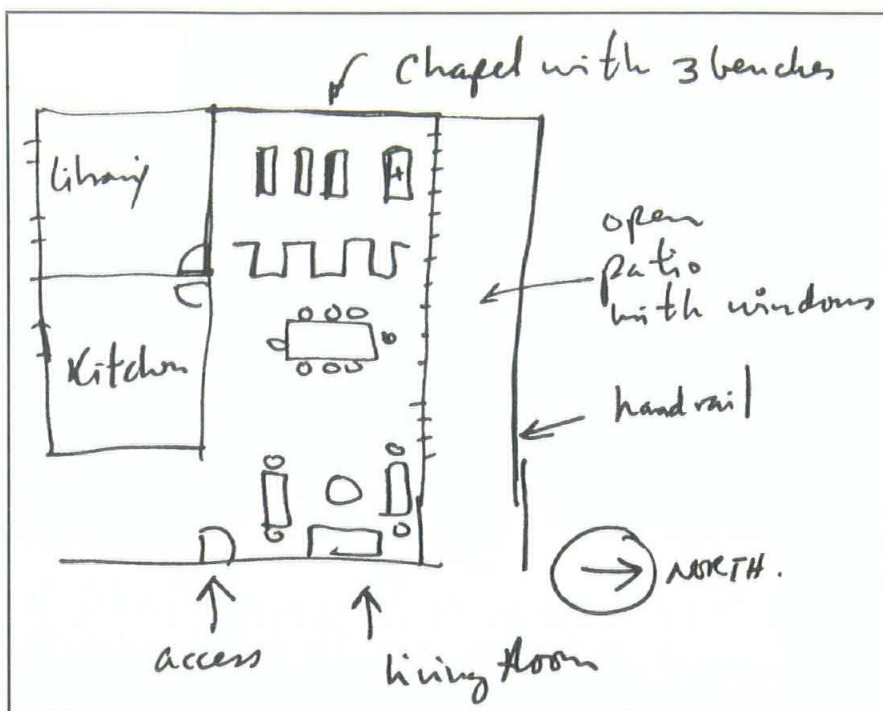 Chapel with 3 benches
Library
open
patio
with windows
Kitchen
handrail
NORTH.
access
living Room